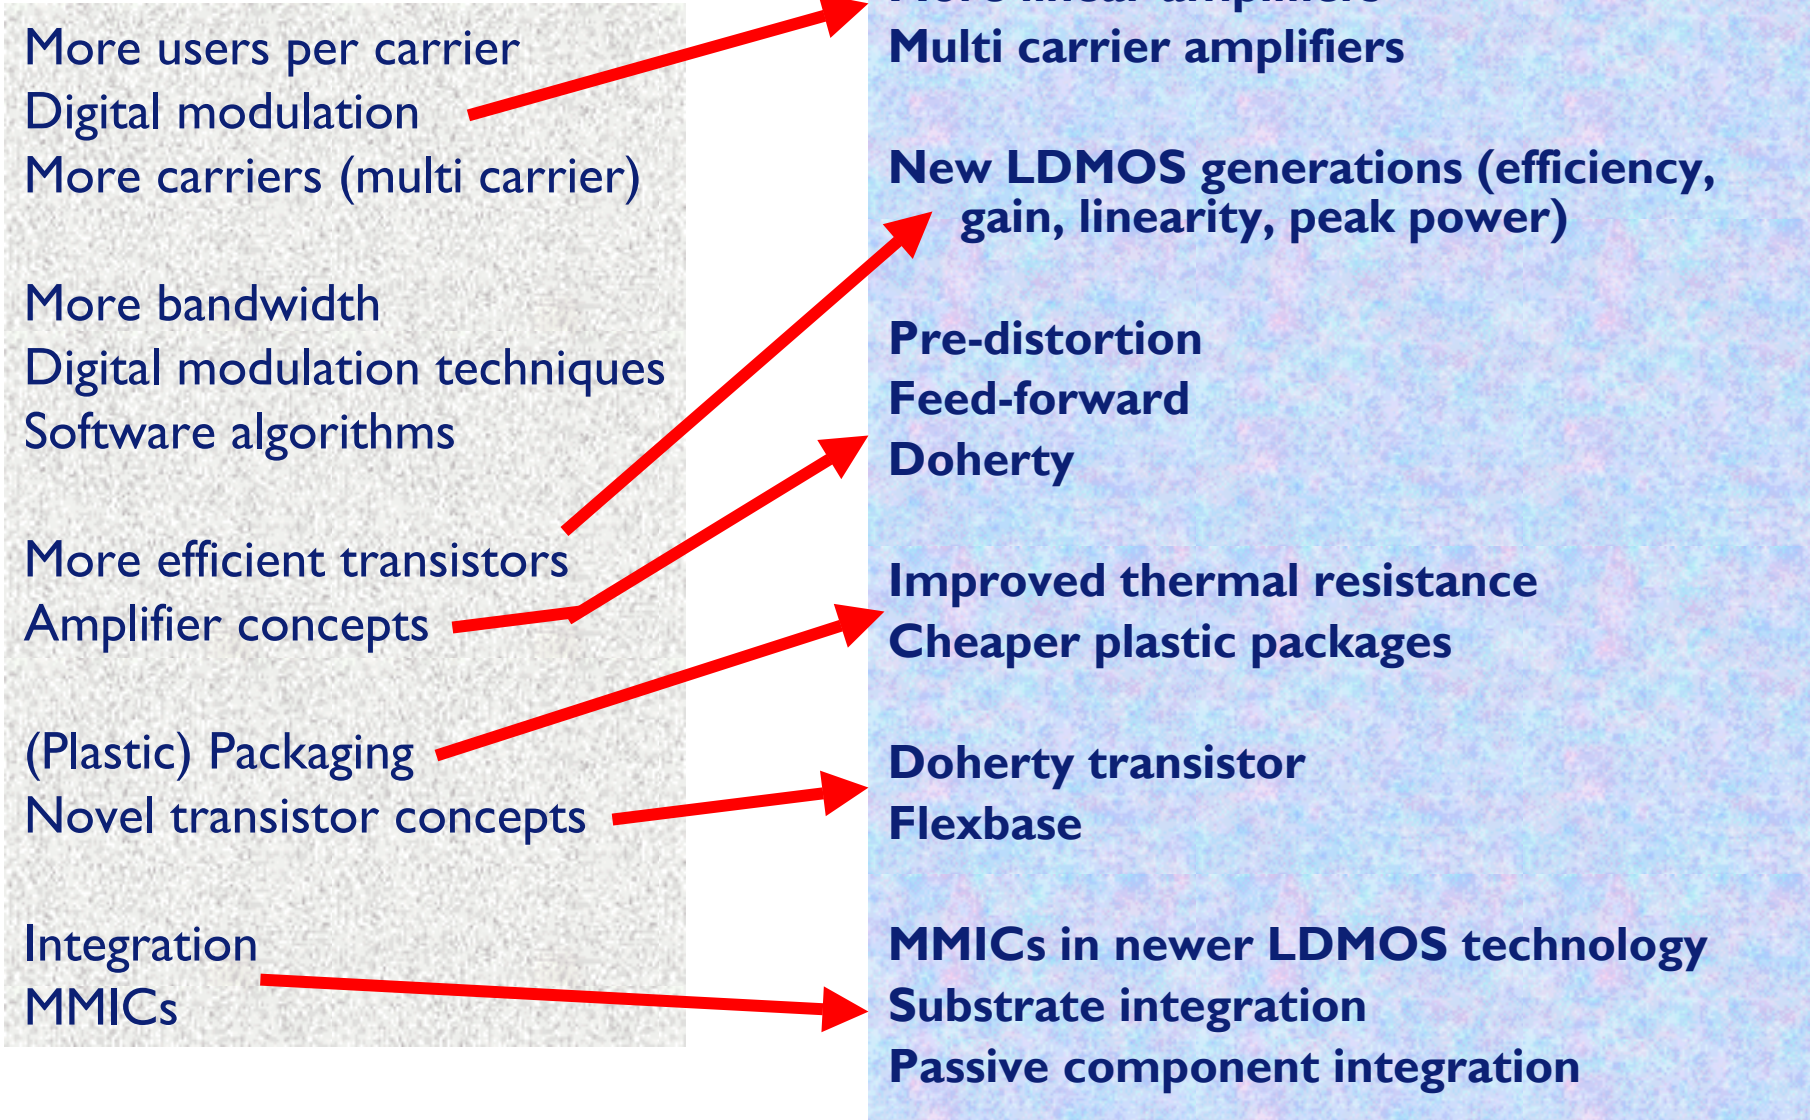 More users per carrier
Digital modulation
More carriers (multi carrier)
More bandwidth
Digital modulation techniques
Software algorithms
More efficient transistors
Amplifier concepts
(Plastic) Packaging
Novel transistor concepts
Integration
MMICs
More linear amplifiers
Multi carrier amplifiers
New LDMOS generations (efficiency,
gain, linearity, peak power)
Pre-distortion
Feed-forward
Doherty
Improved thermal resistance
Cheaper plastic packages
Doherty transistor
Flexbase
MMICs in newer LDMOS technology
Substrate integration
Passive component integration